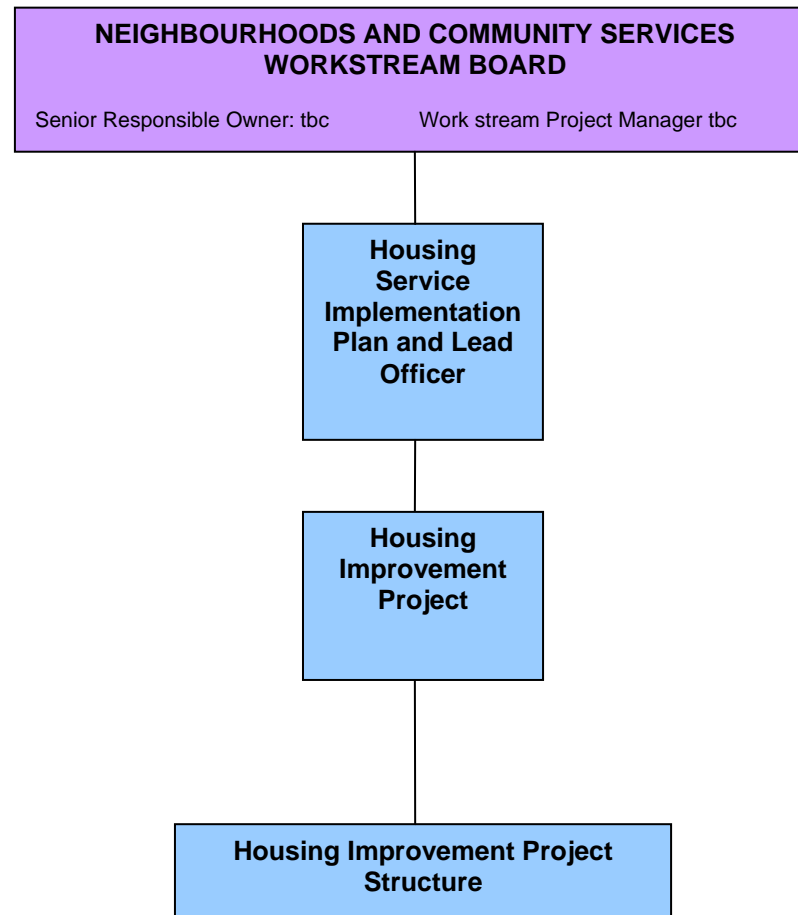 NEIGHBOURHOODS AND COMMUNITY SERVICES
WORKSTREAM BOARD
Senior Responsible Owner: tbc Work stream Project Manager tbc
Housing
Service
Implementation
Plan and Lead
Officer
Housing
Improvement
Project
Housing Improvement Project
Structure